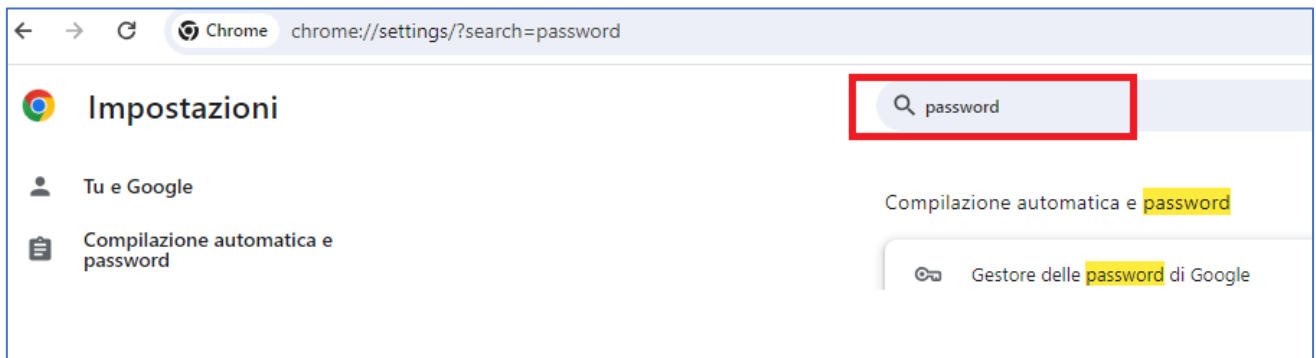 Chrome chrome://settings/?search=password
Impostazioni
password
Tu e Google
Compilazione automatica e
password
Compilazione automatica e password
Gestore delle password di Google